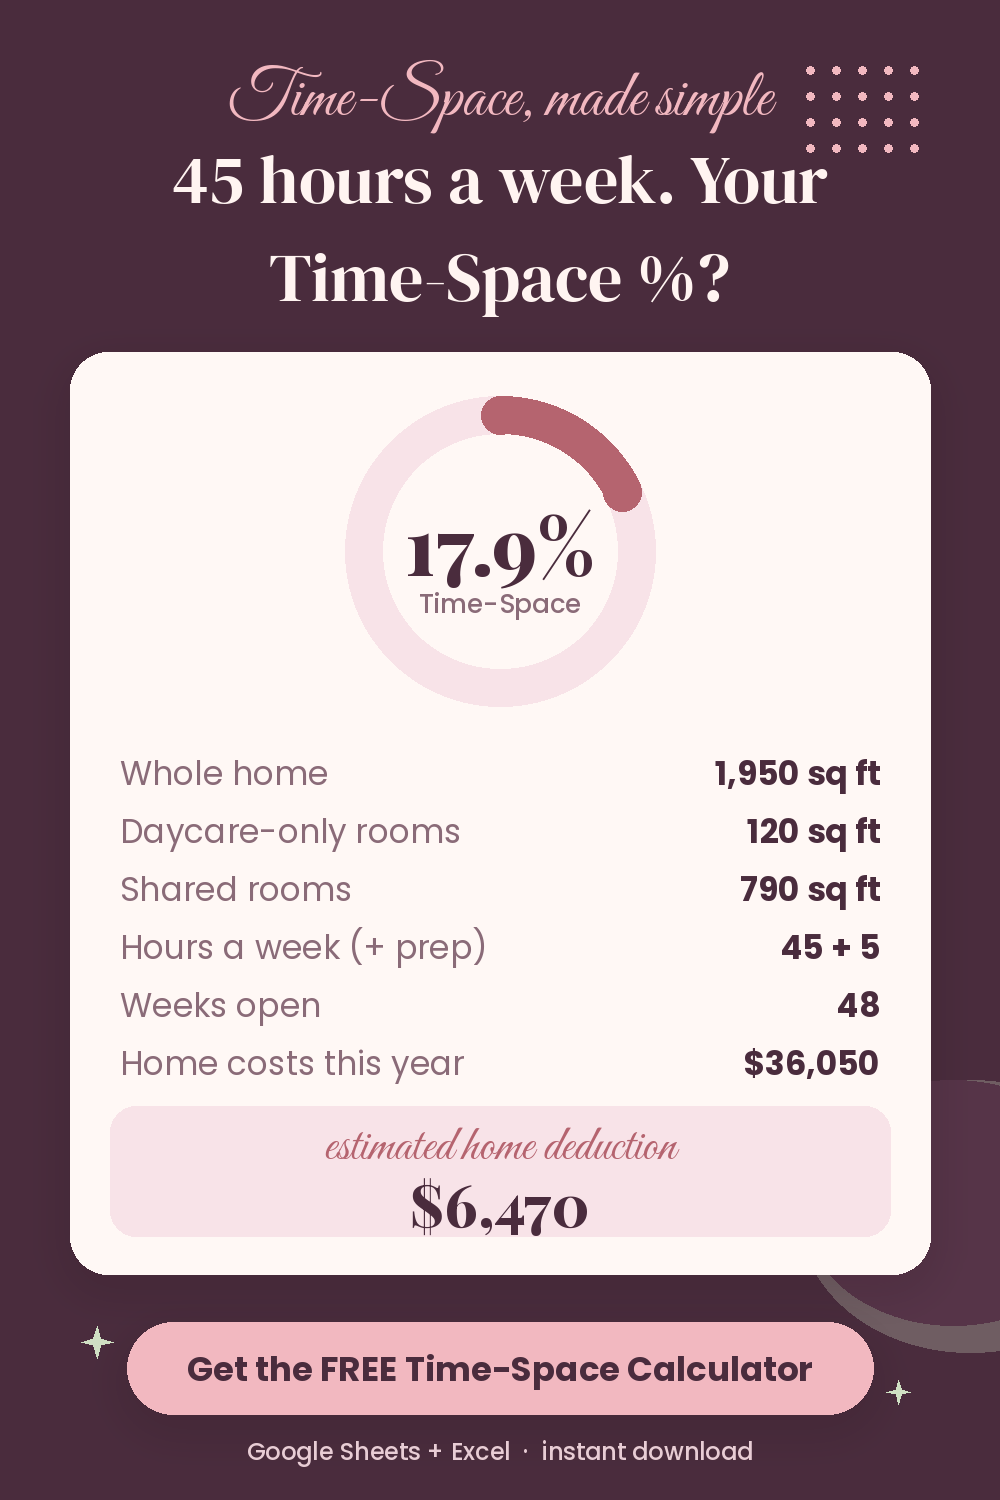 Time-Space, made simple
45 hours a week. Your
Time-Space %?
17.9%
Time-Space
Whole home 1,950 sq ft
Daycare-only rooms 120 sq ft
Shared rooms 790 sq ft
Hours a week (+ prep) 45 + 5
Weeks open 48
Home costs this year $36,050
estimated home deduction
$6,470
Get the FREE Time-Space Calculator
Google Sheets + Excel · instant download